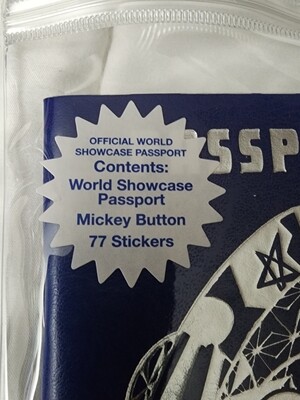 SSP
OFFICIAL WORLD
SHOWCASE PASSPORT
Contents:
World Showcase
Passport
Mickey Button
77 Stickers